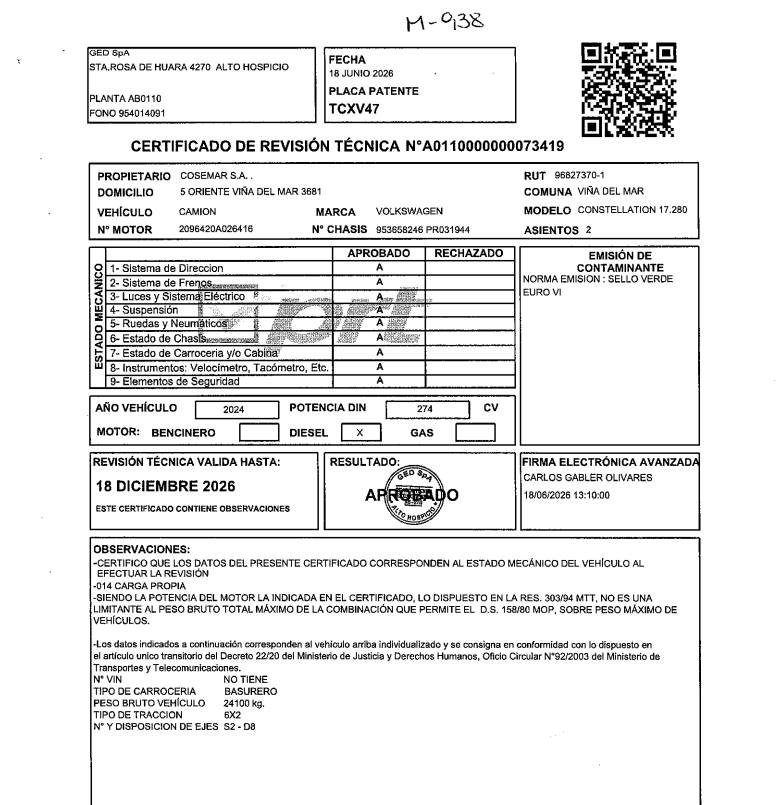 M-938
GED SpA
STA.ROSA DE HUARA 4270 ALTO HOSPICIO
PLANTA AB0110
FONO 954014091
FECHA
18 JUNIO 2026
PLACA PATENTE
TCXV47
CERTIFICADO DE REVISIÓN TÉCNICA N°A0110000000073419
PROPIETARIO COSEMAR S.A. . RUT 96827370-1
DOMICILIO 5 ORIENTE VIÑA DEL MAR 3681 COMUNA VIÑA DEL MAR
VEHÍCULO CAMION MARCA VOLKSWAGEN MODELO CONSTELLATION 17.280
N° MOTOR 2096420A026416 N° CHASIS 953658246 PR031944 ASIENTOS 2
ESTADO MECÁNICO
APROBADO RECHAZADO
1- Sistema de Direccion A
2- Sistema de Frenos A
3- Luces y Sistema Eléctrico A
4- Suspensión A
5- Ruedas y Neumáticos A
6- Estado de Chasis A
7- Estado de Carroceria y/o Cabina A
8- Instrumentos: Velocímetro, Tacómetro, Etc. A
9- Elementos de Seguridad A
EMISIÓN DE
CONTAMINANTE
NORMA EMISION : SELLO VERDE
EURO VI
AÑO VEHÍCULO 2024 POTENCIA DIN 274 CV
MOTOR: BENCINERO DIESEL X GAS
REVISIÓN TÉCNICA VALIDA HASTA:
18 DICIEMBRE 2026
ESTE CERTIFICADO CONTIENE OBSERVACIONES
RESULTADO:
APROBADO
GED SpA
ALTO HOSPICIO
FIRMA ELECTRÓNICA AVANZADA
CARLOS GABLER OLIVARES
18/06/2026 13:10:00
OBSERVACIONES:
-CERTIFICO QUE LOS DATOS DEL PRESENTE CERTIFICADO CORRESPONDEN AL ESTADO MECÁNICO DEL VEHÍCULO AL
EFECTUAR LA REVISIÓN
-014 CARGA PROPIA
-SIENDO LA POTENCIA DEL MOTOR LA INDICADA EN EL CERTIFICADO, LO DISPUESTO EN LA RES. 303/94 MTT, NO ES UNA
LIMITANTE AL PESO BRUTO TOTAL MÁXIMO DE LA COMBINACIÓN QUE PERMITE EL D.S. 158/80 MOP, SOBRE PESO MÁXIMO DE
VEHÍCULOS.
-Los datos indicados a continuación corresponden al vehículo arriba individualizado y se consigna en conformidad con lo dispuesto en
el artículo unico transitorio del Decreto 22/20 del Ministerio de Justicia y Derechos Humanos, Oficio Circular N°92/2003 del Ministerio de
Transportes y Telecomunicaciones.
N° VIN NO TIENE
TIPO DE CARROCERIA BASURERO
PESO BRUTO VEHÍCULO 24100 kg.
TIPO DE TRACCION 6X2
N° Y DISPOSICION DE EJES S2 - D8